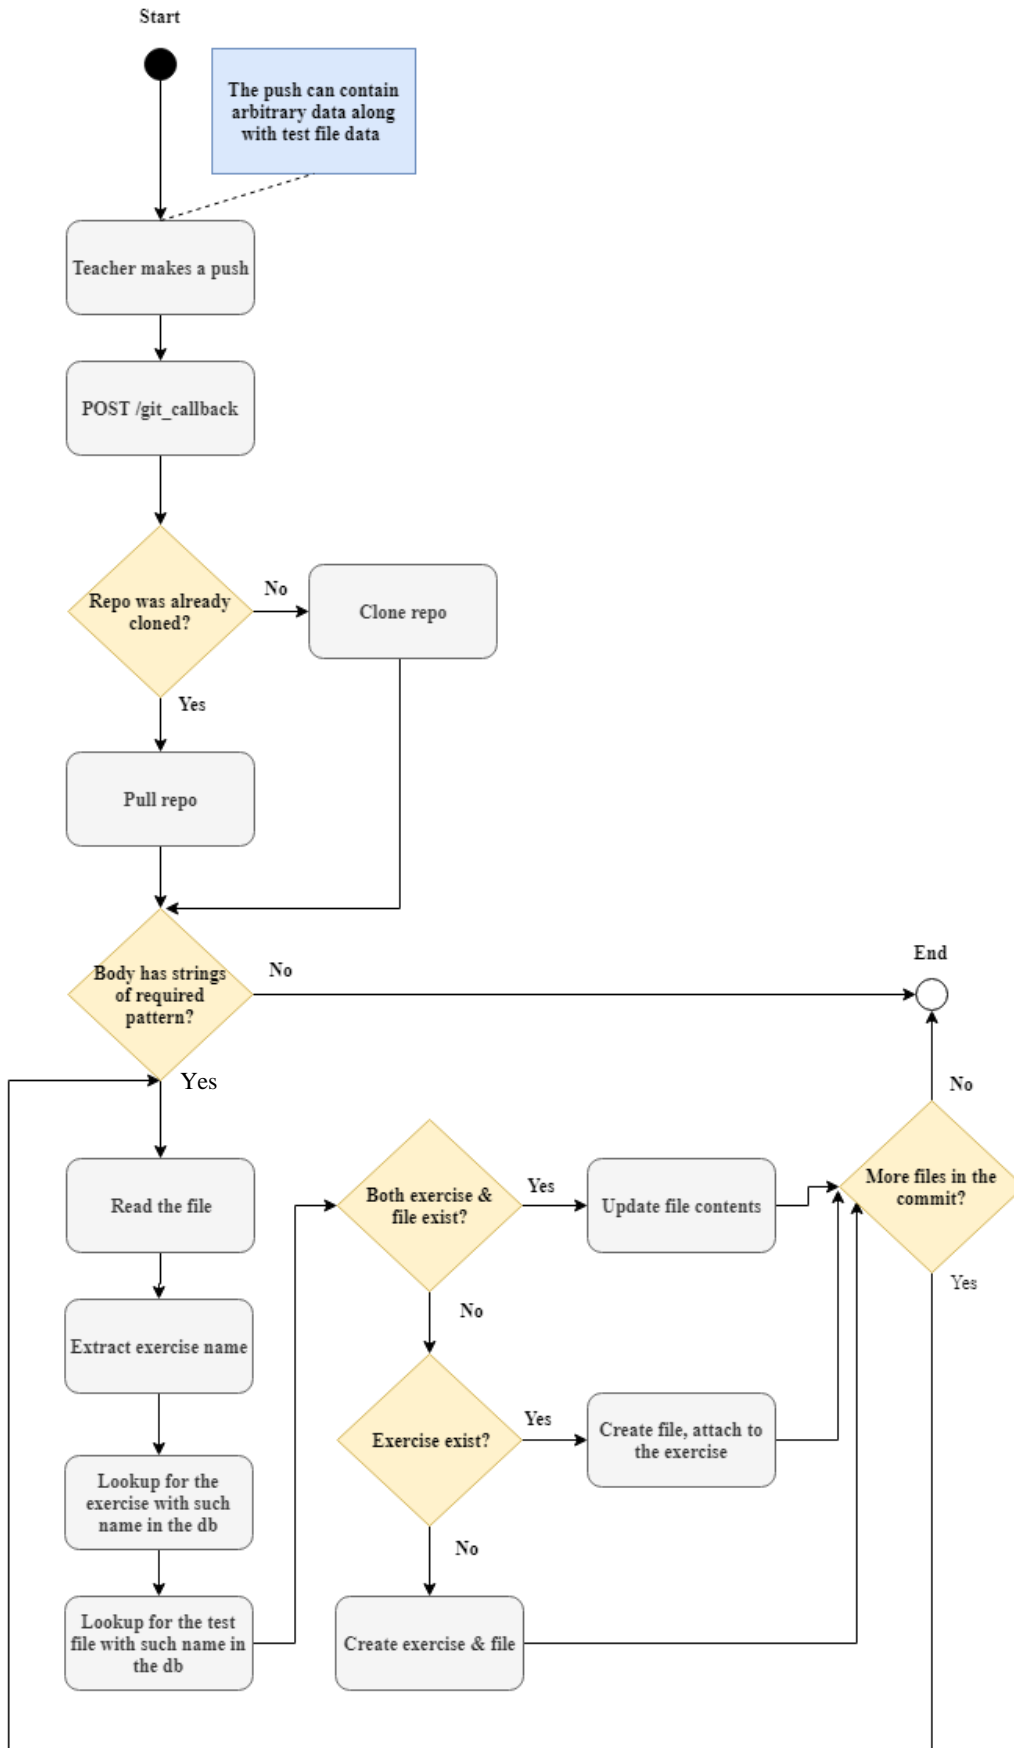 Start
The push can contain
arbitrary data along
with test file data
Teacher makes a push
POST /git_callback
Repo was already
cloned?
No
Clone repo
Yes
Pull repo
Body has strings
of required
pattern?
No
End
Yes
No
Read the file
Both exercise &
file exist?
Yes
Update file contents
More files in the
commit?
Yes
No
Extract exercise name
Exercise exist?
Yes
Create file, attach to
the exercise
No
Lookup for the
exercise with such
name in the db
Lookup for the test
file with such name in
the db
Create exercise & file